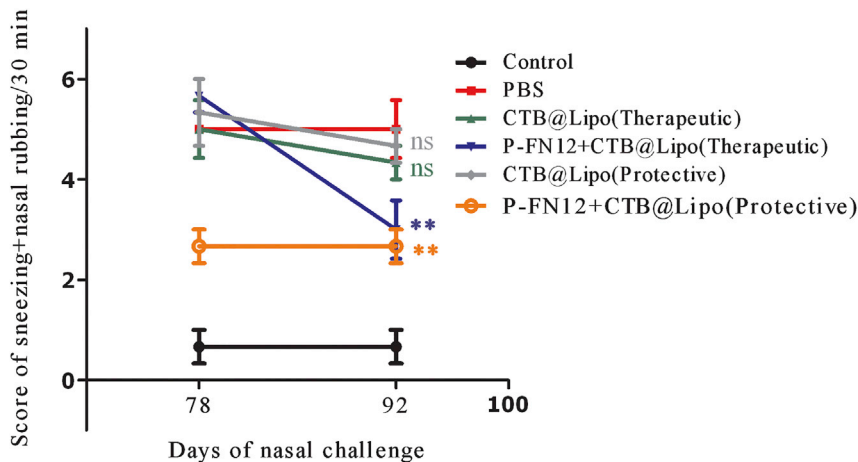 Score of sneezing+nasal rubbing/30 min
6
4
2
0
78
92
100
Days of nasal challenge
ns
ns
**
**
Control
PBS
CTB@Lipo(Therapeutic)
P-FN12+CTB@Lipo(Therapeutic)
CTB@Lipo(Protective)
P-FN12+CTB@Lipo(Protective)